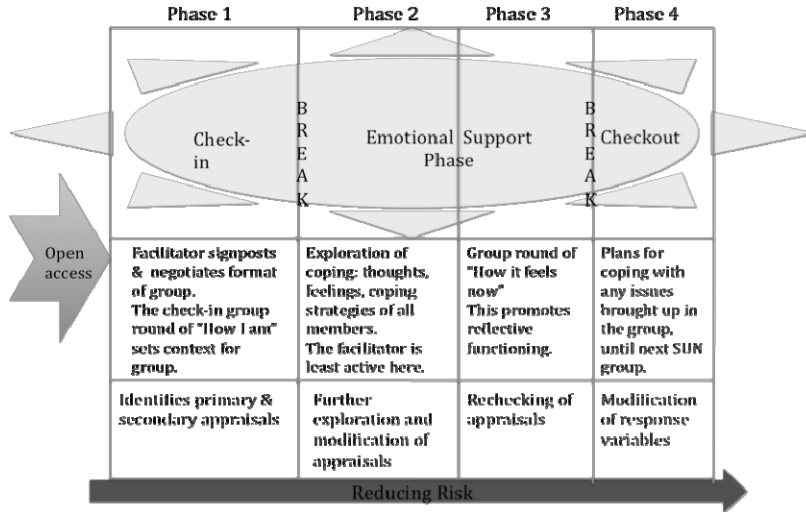 Phase 1 Phase 2 Phase 3 Phase 4
Check-
in
B
R
E
A
K
Emotional Support
Phase
B
R
E
A
K
Checkout
Open
access
Facilitator signposts
& negotiates format
of group.
The check-in group
round of "How I am"
sets context for
group.
Exploration of
coping: thoughts,
feelings, coping
strategies of all
members.
The facilitator is
least active here.
Group round of
"How it feels
now"
This promotes
reflective
functioning.
Plans for
coping with
any issues
brought up in
the group,
until next SUN
group.
Identifies primary &
secondary appraisals
Further
exploration and
modification of
appraisals
Rechecking of
appraisals
Modification
of response
variables
Reducing Risk